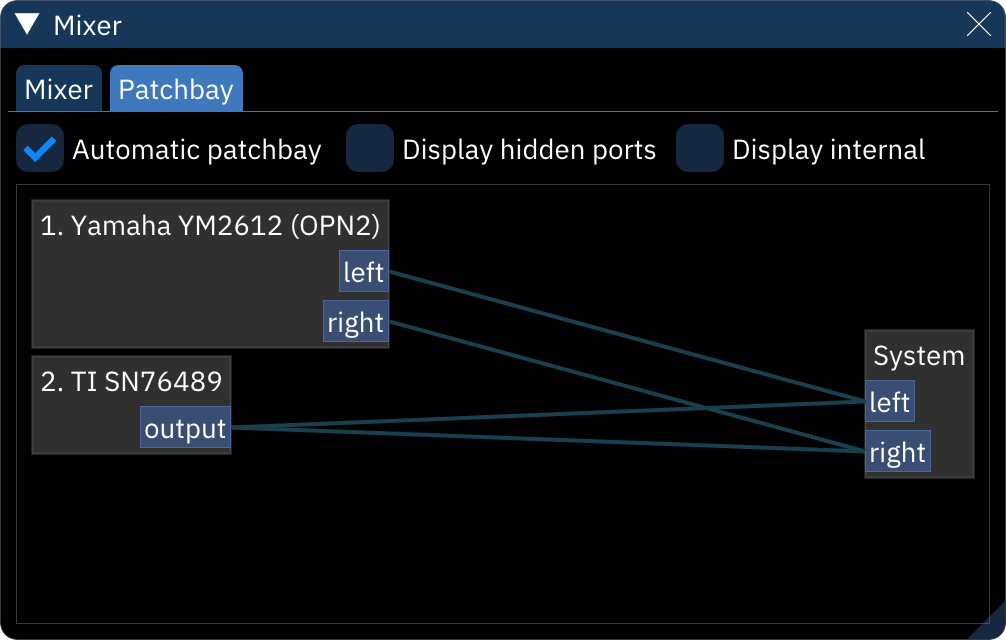 Mixer
Mixer Patchbay
Automatic patchbay Display hidden ports Display internal
1. Yamaha YM2612 (OPN2)
left
right
2. TI SN76489
output
System
left
right